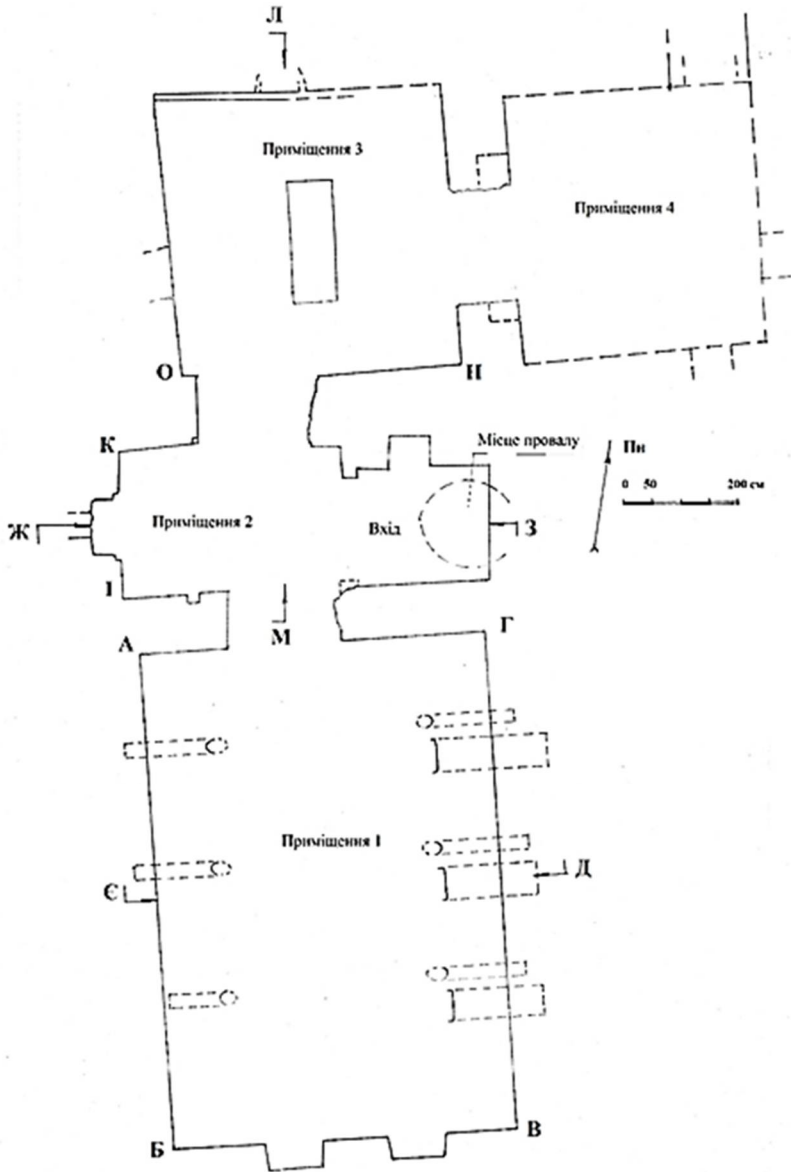 Л
Приміщення 3
Приміщення 4
О
Н
К
Місце провалу
Пн
0 50 200 см
Ж
Приміщення 2
Вхід
З
І
М
А
Г
Приміщення 1
Є
Д
Б
В